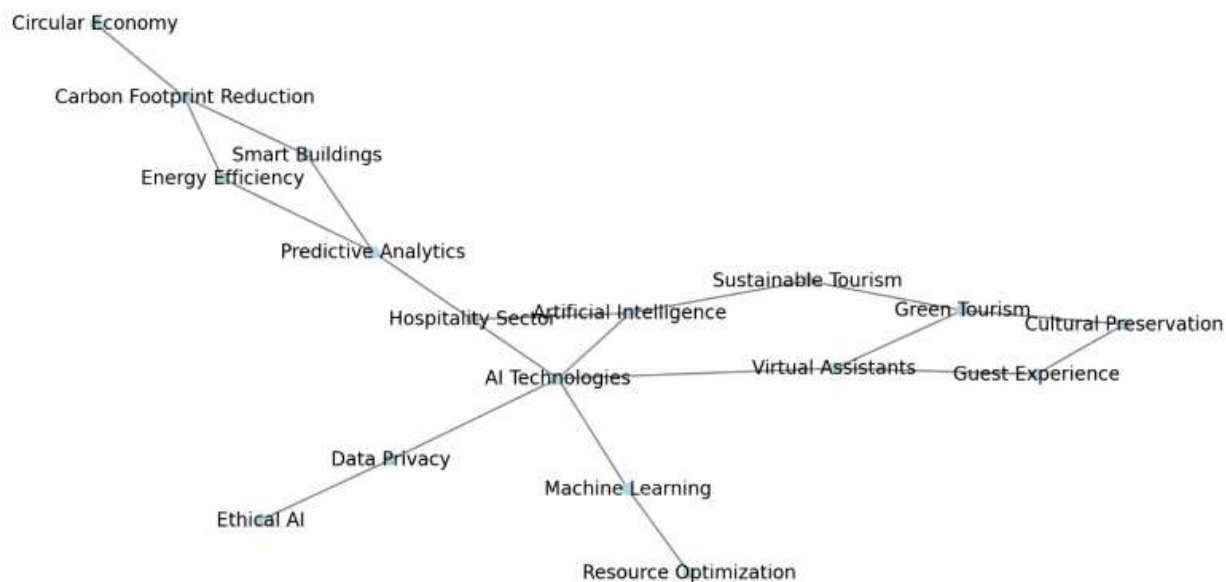 Circular Economy
Carbon Footprint Reduction
Smart Buildings
Energy Efficiency
Predictive Analytics
Sustainable Tourism
Hospitality Sector
Artificial Intelligence
Green Tourism
Cultural Preservation
AI Technologies
Virtual Assistants
Guest Experience
Data Privacy
Machine Learning
Ethical AI
Resource Optimization